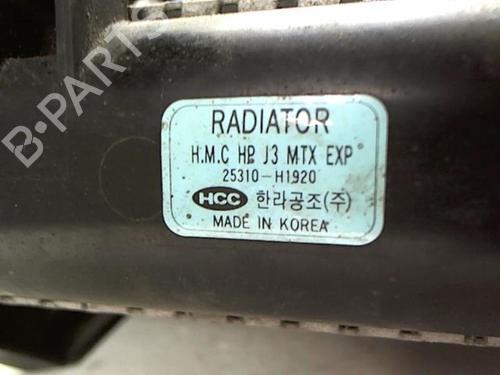 RADIATOR
H.M.C HP J3 MTX EXP
25310-H1920
HCC 한라공조(주)
MADE IN KOREA
B-PARTS